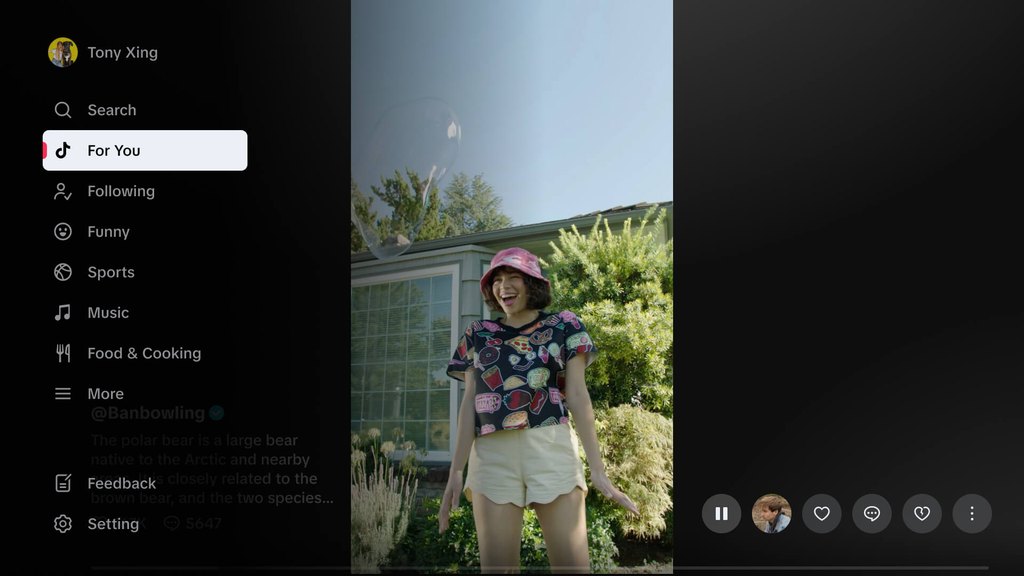 Tony Xing
Search
For You
Following
Funny
Sports
Music
Food & Cooking
More
@Banbowling
The polar bear is a large bear
native to the Arctic and nearby
closely related to the
brown bear, and the two species...
Feedback
5647
Setting